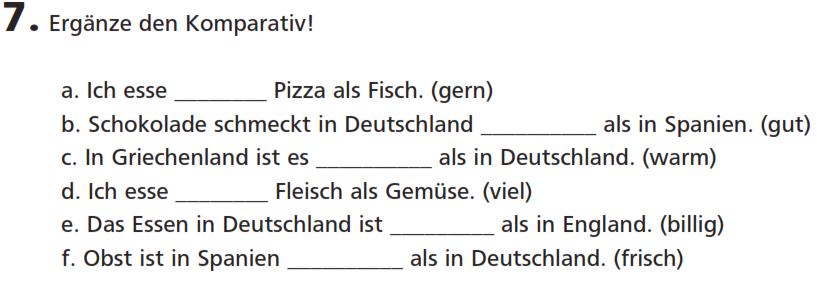 7. Ergänze den Komparativ!
a. Ich esse ________ Pizza als Fisch. (gern)
b. Schokolade schmeckt in Deutschland __________ als in Spanien. (gut)
c. In Griechenland ist es __________ als in Deutschland. (warm)
d. Ich esse ________ Fleisch als Gemüse. (viel)
e. Das Essen in Deutschland ist _________ als in England. (billig)
f. Obst ist in Spanien __________ als in Deutschland. (frisch)